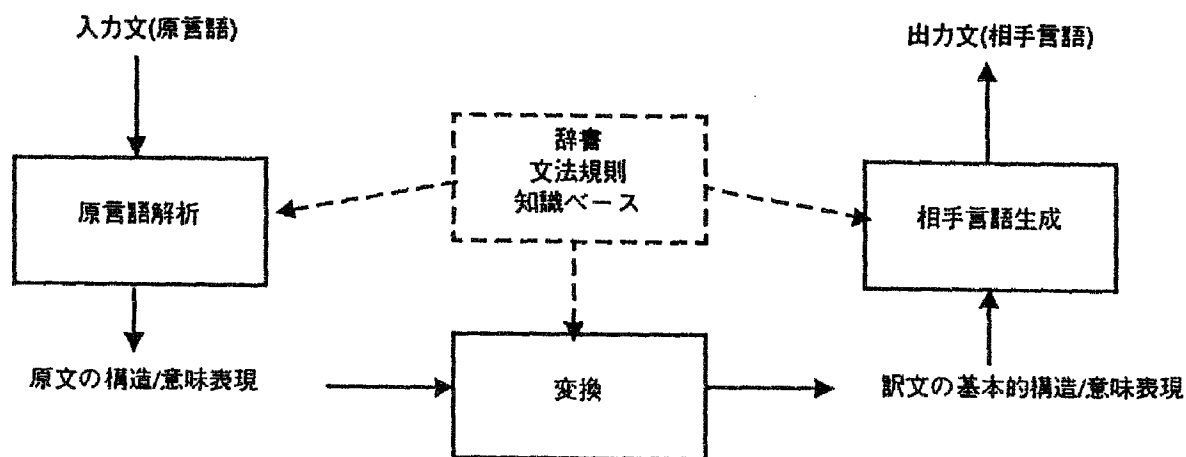 入力文(原言語)
出力文(相手言語)
辞書
文法規則
知識ベース
原言語解析
相手言語生成
原文の構造/意味表現
変換
訳文の基本的構造/意味表現